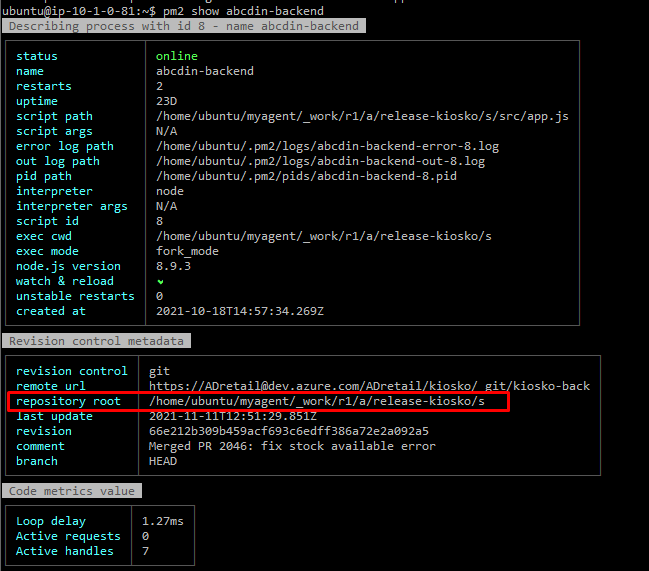 ubuntu@ip-10-1-0-81:~$ pm2 show abcdin-backend
Describing process with id 8 - name abcdin-backend
status online
name abcdin-backend
restarts 2
uptime 23D
script path /home/ubuntu/myagent/_work/r1/a/release-kiosko/s/src/app.js
script args N/A
error log path /home/ubuntu/.pm2/logs/abcdin-backend-error-8.log
out log path /home/ubuntu/.pm2/logs/abcdin-backend-out-8.log
pid path /home/ubuntu/.pm2/pids/abcdin-backend-8.pid
interpreter node
interpreter args N/A
script id 8
exec cwd /home/ubuntu/myagent/_work/r1/a/release-kiosko/s
exec mode fork_mode
node.js version 8.9.3
watch & reload ✔
unstable restarts 0
created at 2021-10-18T14:57:34.269Z
Revision control metadata
revision control git
remote url https://ADretail@dev.azure.com/ADretail/kiosko/_git/kiosko-back
repository root /home/ubuntu/myagent/_work/r1/a/release-kiosko/s
last update 2021-11-11T12:51:29.851Z
revision 66e212b309b459acf693c6edff386a72e2a092a5
comment Merged PR 2046: fix stock available error
branch HEAD
Code metrics value
Loop delay 1.27ms
Active requests 0
Active handles 7